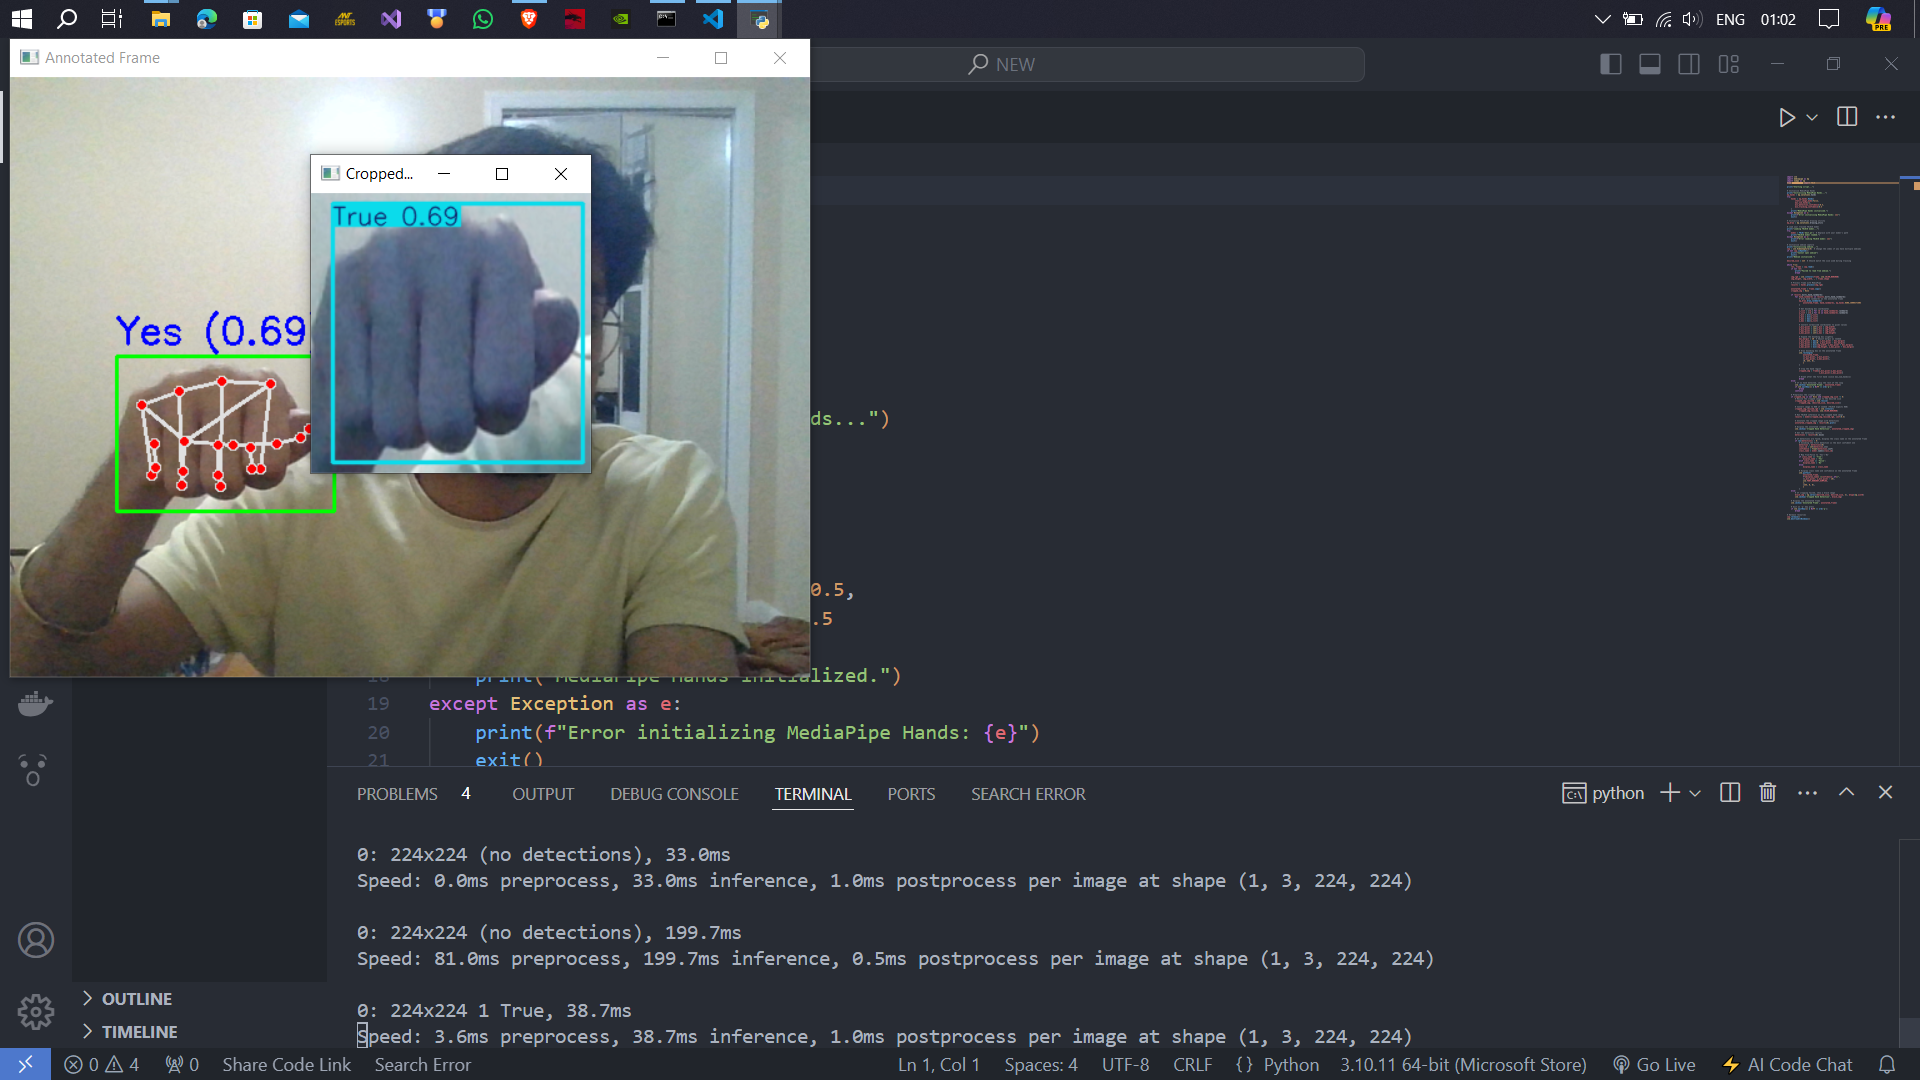 ENG
01:02
PRE
Annotated Frame
NEW
Cropped...
True 0.69
Yes (0.69
ds...")
0.5,
.5
print("MediaPipe Hands initialized.")
19 except Exception as e:
20 print(f"Error initializing MediaPipe Hands: {e}")
21 exit()
PROBLEMS 4 OUTPUT DEBUG CONSOLE TERMINAL PORTS SEARCH ERROR
python
0: 224x224 (no detections), 33.0ms
Speed: 0.0ms preprocess, 33.0ms inference, 1.0ms postprocess per image at shape (1, 3, 224, 224)
0: 224x224 (no detections), 199.7ms
Speed: 81.0ms preprocess, 199.7ms inference, 0.5ms postprocess per image at shape (1, 3, 224, 224)
0: 224x224 1 True, 38.7ms
Speed: 3.6ms preprocess, 38.7ms inference, 1.0ms postprocess per image at shape (1, 3, 224, 224)
OUTLINE
TIMELINE
0 4 0 Share Code Link Search Error Ln 1, Col 1 Spaces: 4 UTF-8 CRLF {} Python 3.10.11 64-bit (Microsoft Store) Go Live AI Code Chat